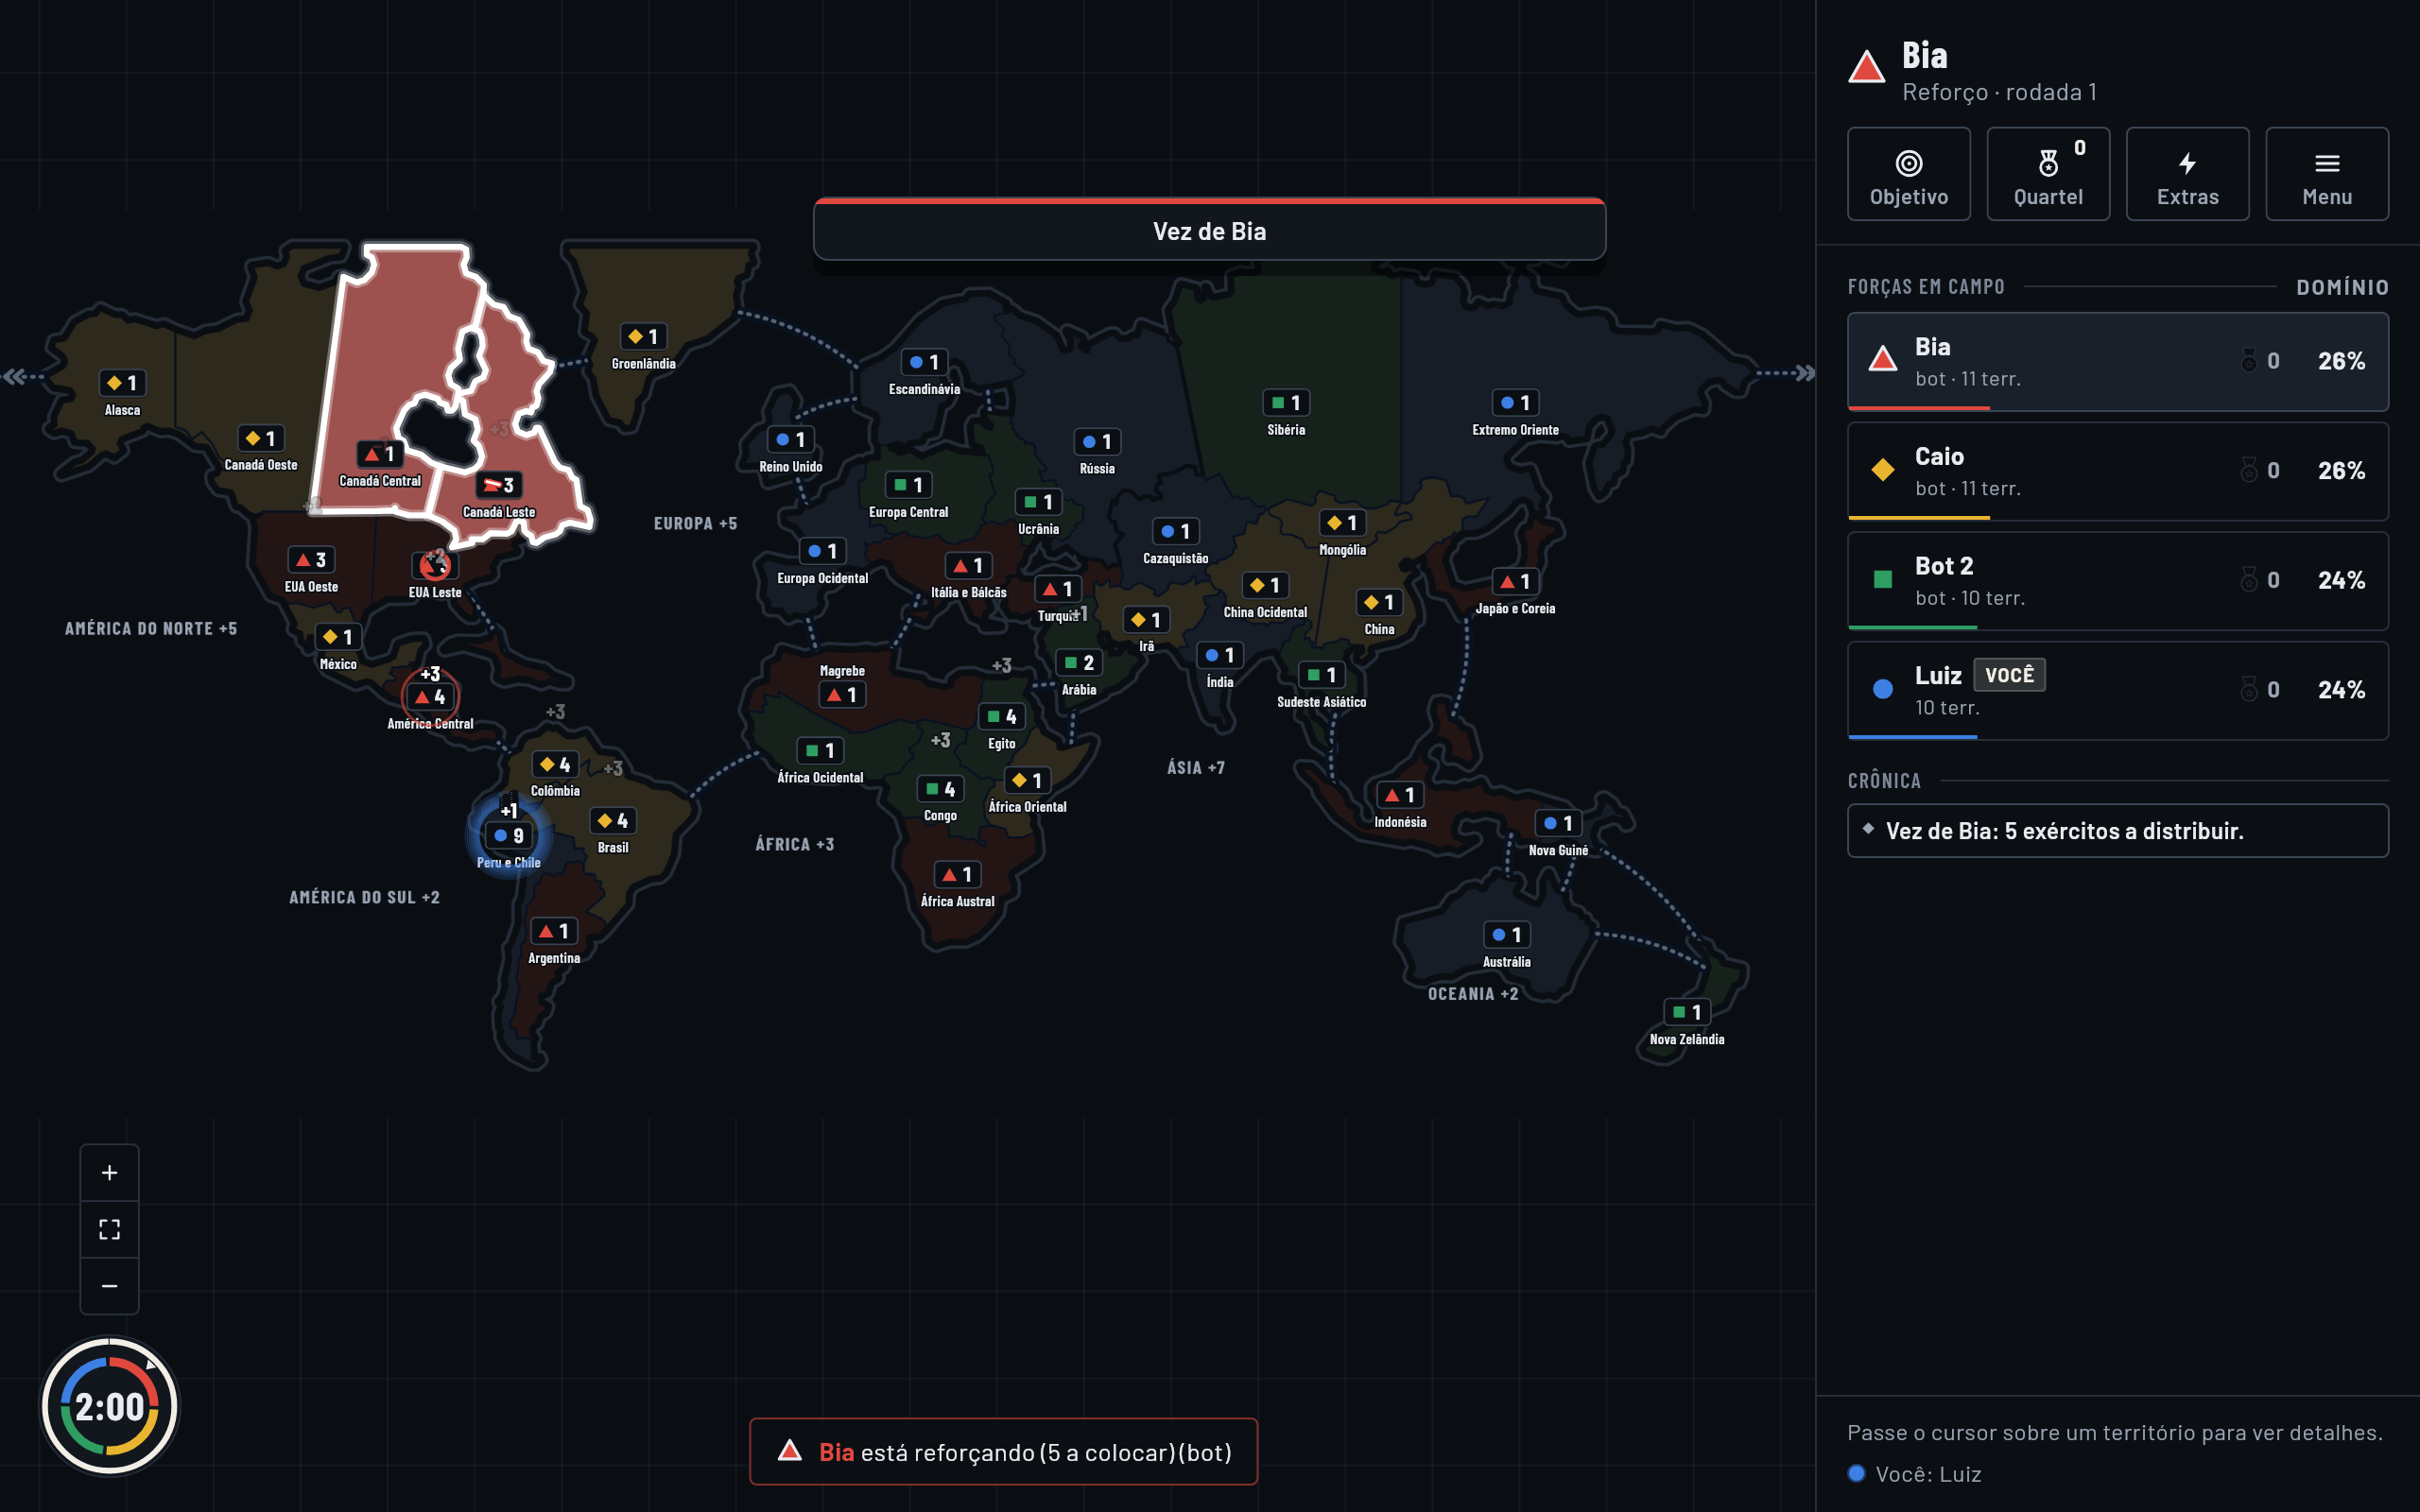 Vez de Bia
Bia
Reforço · rodada 1
Objetivo
0
Quartel
Extras
Menu
FORÇAS EM CAMPO
DOMÍNIO
Bia
bot · 11 terr.
0
26%
Caio
bot · 11 terr.
0
26%
Bot 2
bot · 10 terr.
0
24%
Luiz VOCÊ
10 terr.
0
24%
CRÔNICA
Vez de Bia: 5 exércitos a distribuir.
1
Alasca
1
Canadá Oeste
1
Canadá Central
+3
3
Canadá Leste
1
Groenlândia
+2
3
EUA Oeste
+2
EUA Leste
AMÉRICA DO NORTE +5
1
México
+3
4
América Central
+3
4
Colômbia
+3
4
Brasil
+1
9
Peru e Chile
AMÉRICA DO SUL +2
1
Argentina
EUROPA +5
1
Escandinávia
1
Reino Unido
1
Rússia
1
Europa Central
1
Ucrânia
1
Europa Ocidental
1
Itália e Bálcãs
1
Sibéria
1
Extremo Oriente
1
Cazaquistão
1
Mongólia
1
China Ocidental
1
China
1
Japão e Coreia
1
+1
1
Irã
2
Arábia
1
Índia
1
Sudeste Asiático
ÁSIA +7
Magrebe
1
+3
4
Egito
1
África Ocidental
+3
4
Congo
1
África Oriental
ÁFRICA +3
1
África Austral
1
Indonésia
1
Nova Guiné
1
Austrália
OCEANIA +2
1
Nova Zelândia
+
−
2:00
Bia está reforçando (5 a colocar) (bot)
Passe o cursor sobre um território para ver detalhes.
Você: Luiz